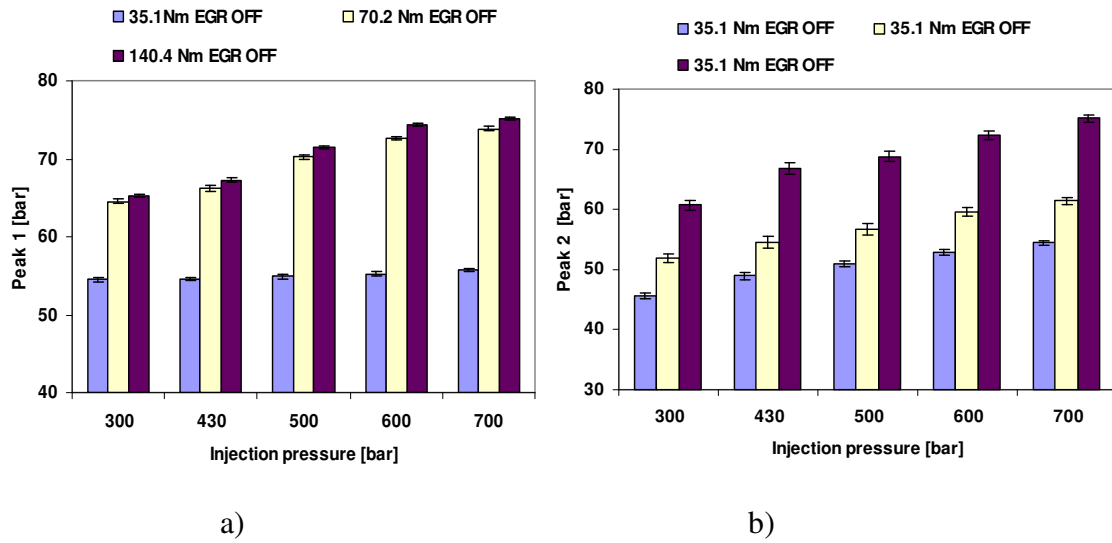 35.1Nm EGR OFF 70.2 Nm EGR OFF
140.4 Nm EGR OFF
80
70
60
50
40
Peak 1 [bar]
300 430 500 600 700
Injection pressure [bar]
a)
35.1 Nm EGR OFF 35.1 Nm EGR OFF
35.1 Nm EGR OFF
80
70
60
50
40
30
Peak 2 [bar]
300 430 500 600 700
Injection pressure [bar]
b)